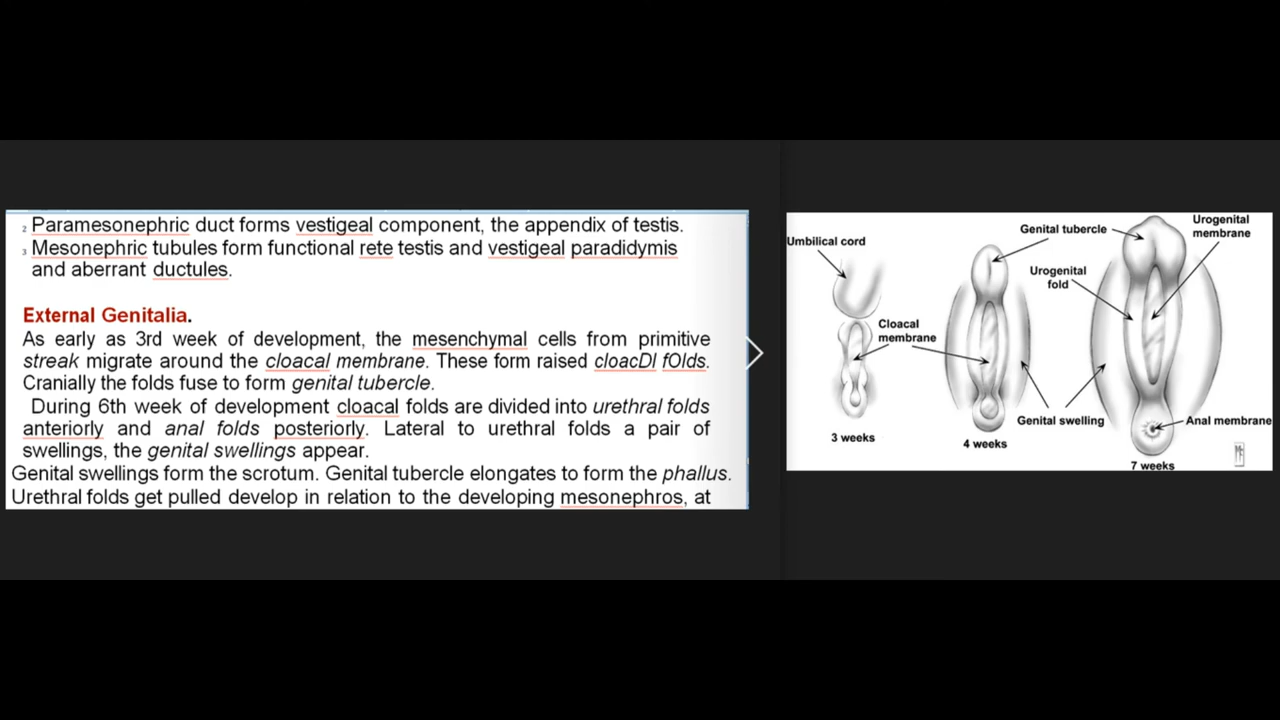 2 Paramesonephric duct forms vestigeal component, the appendix of testis.
3 Mesonephric tubules form functional rete testis and vestigeal paradidymis
and aberrant ductules.
External Genitalia.
As early as 3rd week of development, the mesenchymal cells from primitive
streak migrate around the cloacal membrane. These form raised cloacDl fOlds.
Cranially the folds fuse to form genital tubercle.
During 6th week of development cloacal folds are divided into urethral folds
anteriorly and anal folds posteriorly. Lateral to urethral folds a pair of
swellings, the genital swellings appear.
Genital swellings form the scrotum. Genital tubercle elongates to form the phallus.
Urethral folds get pulled develop in relation to the developing mesonephros, at
Umbilical cord
Cloacal
membrane
3 weeks
Genital tubercle
Urogenital
fold
Urogenital
membrane
Genital swelling
4 weeks
Anal membrane
7 weeks